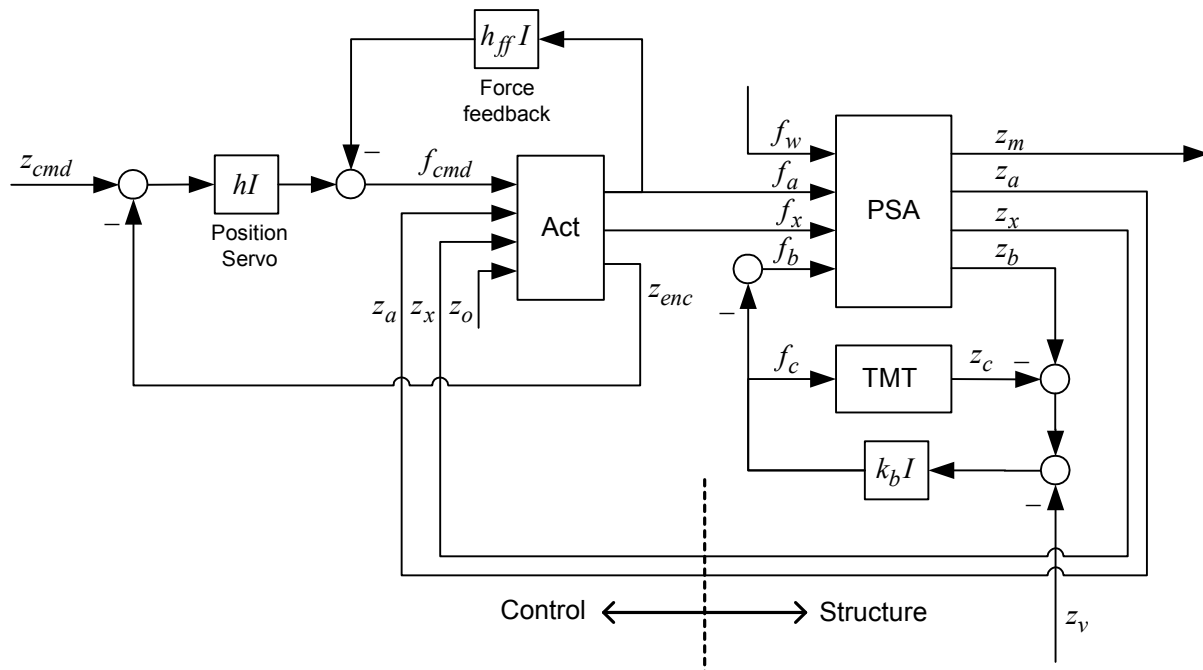 h_ff I
Force
feedback
z_cmd
−
f_cmd
f_w
z_m
f_a
z_a
hI
Act
f_x
PSA
z_x
−
Position
Servo
f_b
z_b
z_a
z_x
z_o
z_enc
−
f_c
TMT
z_c
−
k_b I
−
Control
Structure
z_v